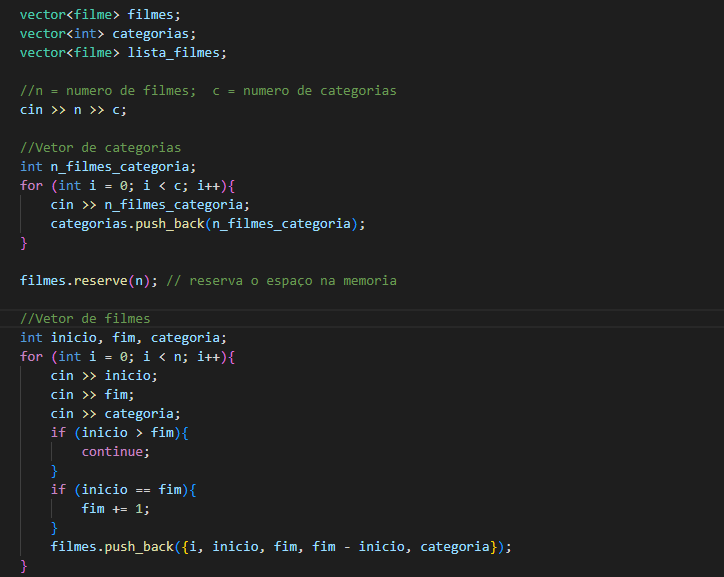 vector<filme> filmes;
vector<int> categorias;
vector<filme> lista_filmes;
//n = numero de filmes;  c = numero de categorias
cin >> n >> c;
//Vetor de categorias
int n_filmes_categoria;
for (int i = 0; i < c; i++){
    cin >> n_filmes_categoria;
    categorias.push_back(n_filmes_categoria);
}
filmes.reserve(n); // reserva o espaço na memoria
//Vetor de filmes
int inicio, fim, categoria;
for (int i = 0; i < n; i++){
    cin >> inicio;
    cin >> fim;
    cin >> categoria;
    if (inicio > fim){
        continue;
    }
    if (inicio == fim){
        fim += 1;
    }
    filmes.push_back({i, inicio, fim, fim - inicio, categoria});
}